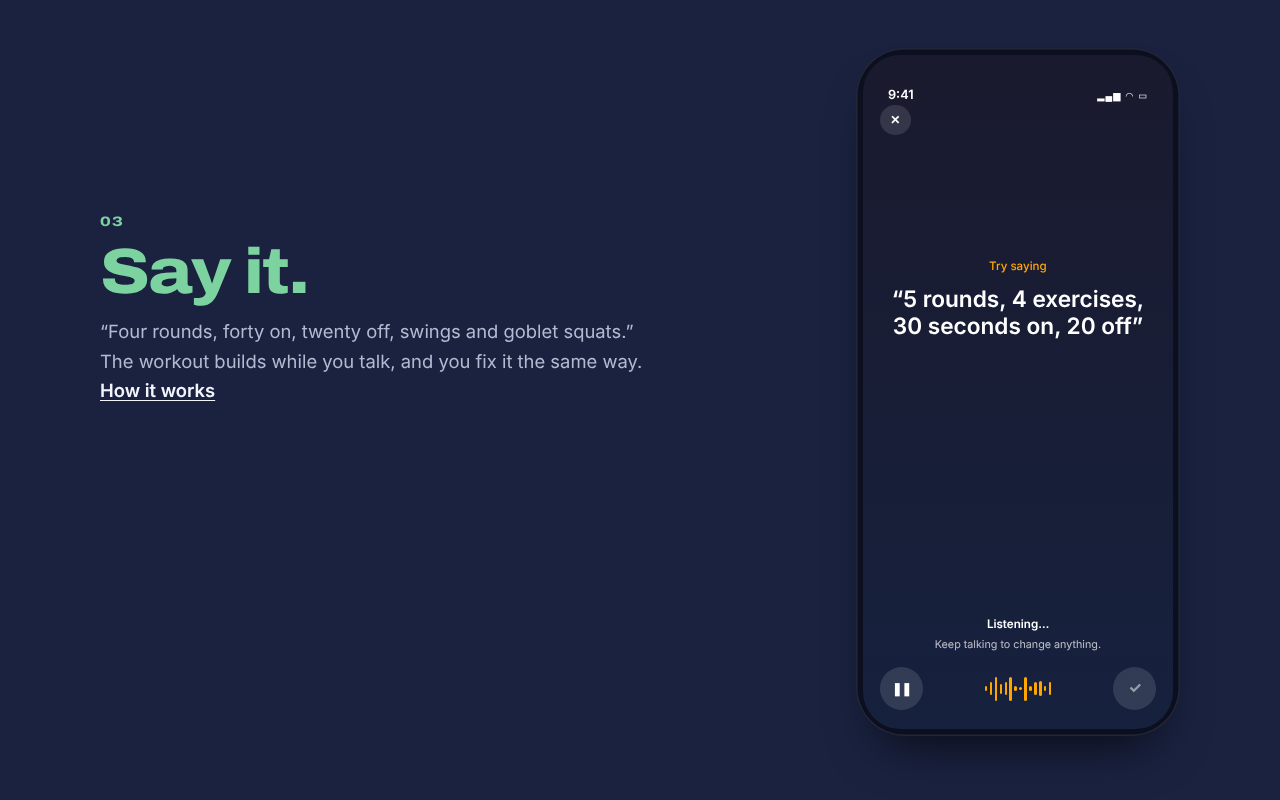 03
Say it.
“Four rounds, forty on, twenty off, swings and goblet squats.”
The workout builds while you talk, and you fix it the same way.
How it works
9:41
Try saying
“5 rounds, 4 exercises,
30 seconds on, 20 off”
Listening...
Keep talking to change anything.